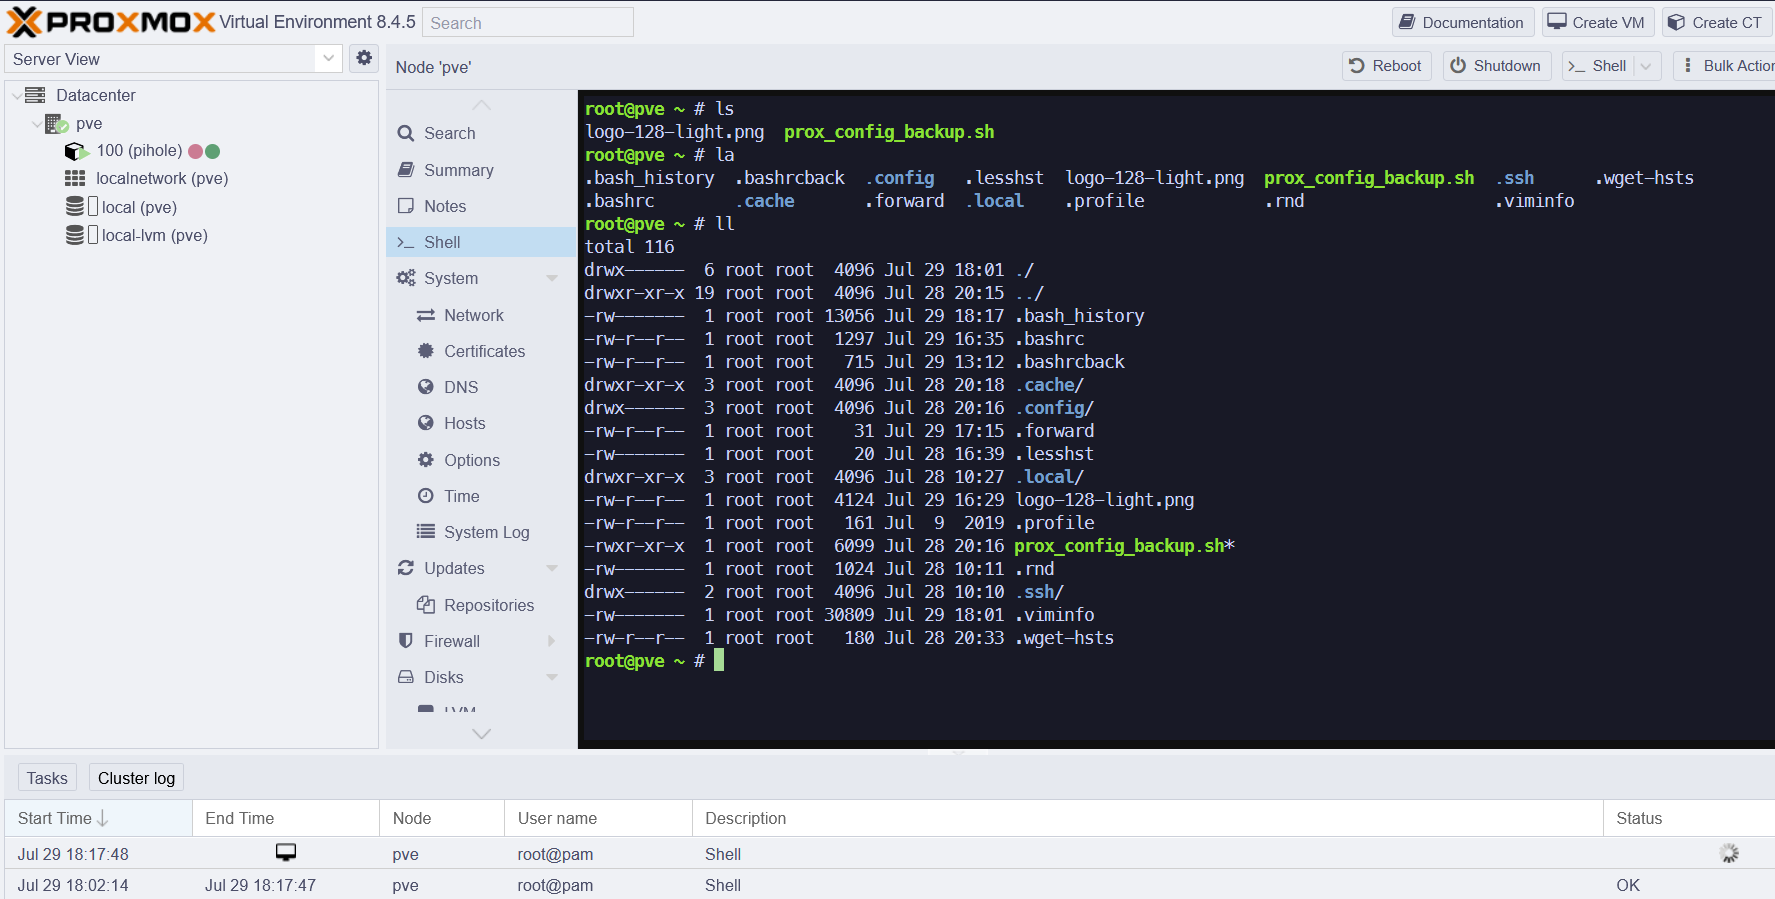 PROXMOX Virtual Environment 8.4.5 Search Documentation Create VM Create CT
Server View
Node 'pve' Reboot Shutdown >_ Shell Bulk Action
Datacenter
pve
100 (pihole)
localnetwork (pve)
local (pve)
local-lvm (pve)
Search
Summary
Notes
>_ Shell
System
Network
Certificates
DNS
Hosts
Options
Time
System Log
Updates
Repositories
Firewall
Disks
LVM
root@pve ~ # ls
logo-128-light.png prox_config_backup.sh
root@pve ~ # la
.bash_history .bashrcback .config .lesshst logo-128-light.png prox_config_backup.sh .ssh .wget-hsts
.bashrc .cache .forward .local .profile .rnd .viminfo
root@pve ~ # ll
total 116
drwx------ 6 root root 4096 Jul 29 18:01 ./
drwxr-xr-x 19 root root 4096 Jul 28 20:15 ../
-rw------- 1 root root 13056 Jul 29 18:17 .bash_history
-rw-r--r-- 1 root root 1297 Jul 29 16:35 .bashrc
-rw-r--r-- 1 root root 715 Jul 29 13:12 .bashrcback
drwxr-xr-x 3 root root 4096 Jul 28 20:18 .cache/
drwx------ 3 root root 4096 Jul 28 20:16 .config/
-rw-r--r-- 1 root root 31 Jul 29 17:15 .forward
-rw------- 1 root root 20 Jul 28 16:39 .lesshst
drwxr-xr-x 3 root root 4096 Jul 28 10:27 .local/
-rw-r--r-- 1 root root 4124 Jul 29 16:29 logo-128-light.png
-rw-r--r-- 1 root root 161 Jul 9 2019 .profile
-rwxr-xr-x 1 root root 6099 Jul 28 20:16 prox_config_backup.sh*
-rw------- 1 root root 1024 Jul 28 10:11 .rnd
drwx------ 2 root root 4096 Jul 28 10:10 .ssh/
-rw------- 1 root root 30809 Jul 29 18:01 .viminfo
-rw-r--r-- 1 root root 180 Jul 28 20:33 .wget-hsts
root@pve ~ #
Tasks Cluster log
Start Time End Time Node User name Description Status
Jul 29 18:17:48 pve root@pam Shell
Jul 29 18:02:14 Jul 29 18:17:47 pve root@pam Shell OK